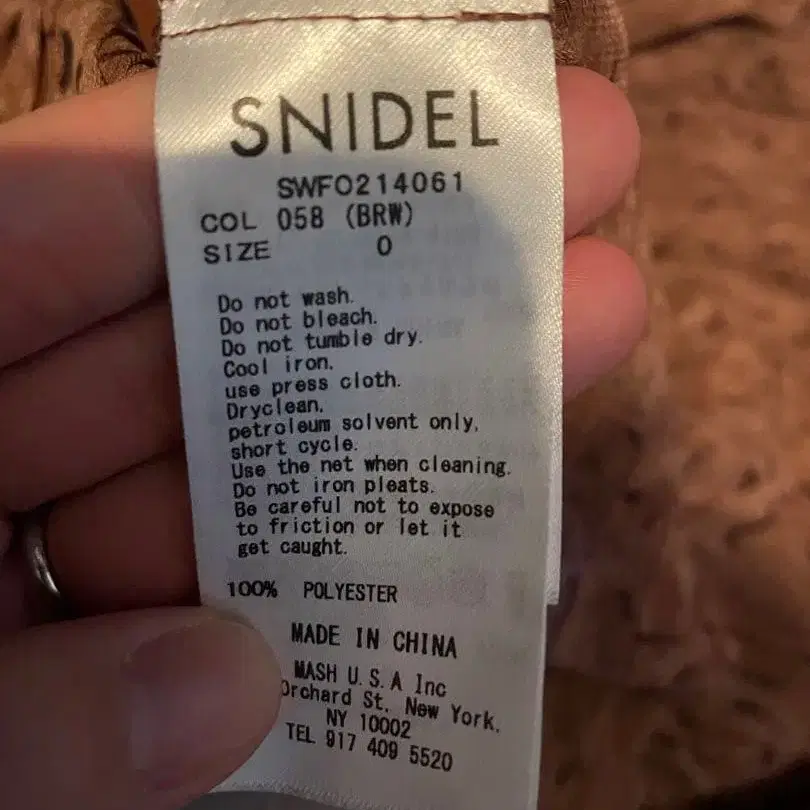 SNIDEL
SWFO214061
COL 058 (BRW)
SIZE 0
Do not wash.
Do not bleach.
Do not tumble dry.
Cool iron.
use press cloth.
Dryclean.
petroleum solvent only,
short cycle.
Use the net when cleaning.
Do not iron pleats.
Be careful not to expose
to friction or let it
get caught.
100% POLYESTER
MADE IN CHINA
MASH U.S.A Inc
Orchard St. New York.
NY 10002
TEL 917 409 5520